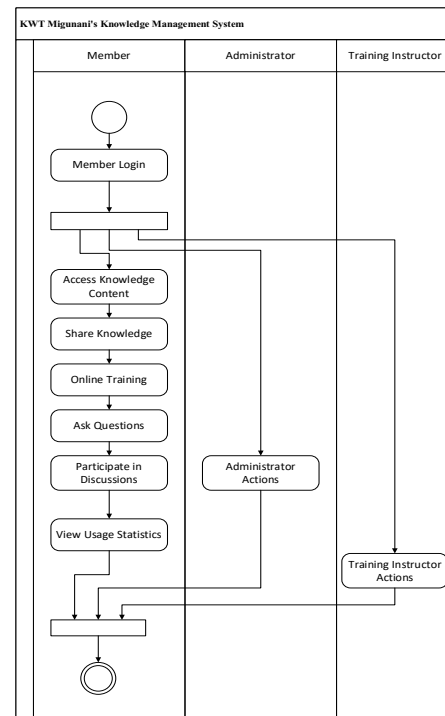 KWT Migunani's Knowledge Management System
Member
Administrator
Training Instructor
Member Login
Access Knowledge
Content
Share Knowledge
Online Training
Ask Questions
Participate in
Discussions
Administrator
Actions
View Usage Statistics
Training Instructor
Actions